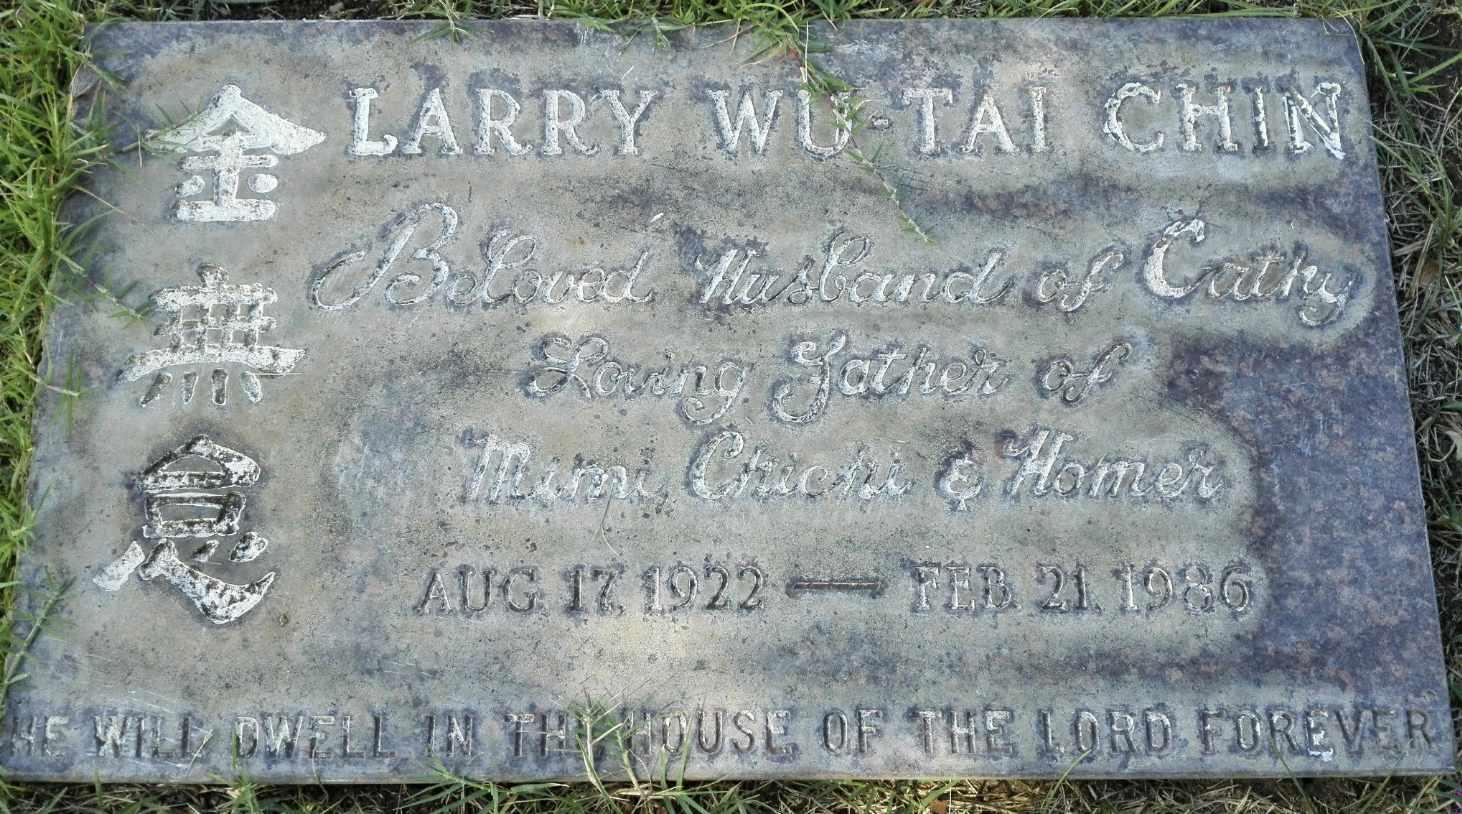 金無怠
LARRY WU-TAI CHIN
Beloved Husband of Cathy
Loving Father of
Mimi, Chichi & Homer
AUG. 17, 1922 — FEB. 21, 1986
HE WILL DWELL IN THE HOUSE OF THE LORD FOREVER